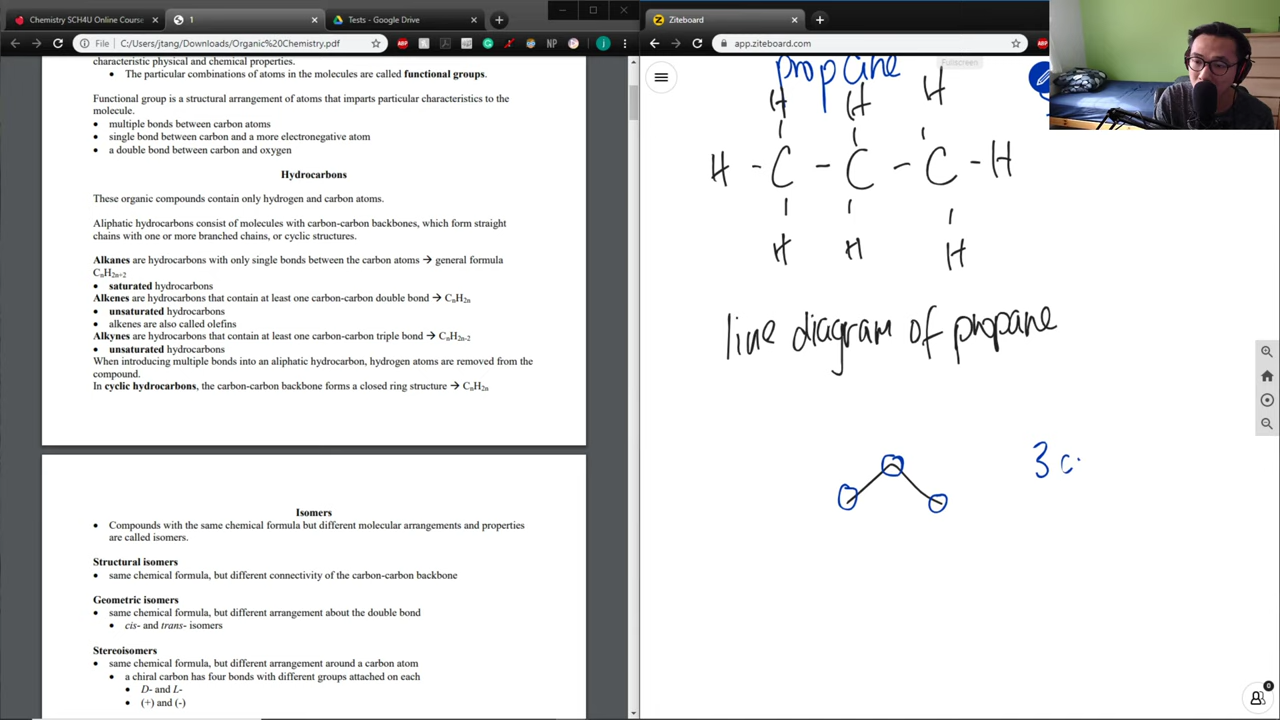 Chemistry SCH4U Online Course
1
Tests - Google Drive
File
C:/Users/jtang/Downloads/Organic%20Chemistry.pdf
characteristic physical and chemical properties.
• The particular combinations of atoms in the molecules are called functional groups.
Functional group is a structural arrangement of atoms that imparts particular characteristics to the
molecule.
• multiple bonds between carbon atoms
• single bond between carbon and a more electronegative atom
• a double bond between carbon and oxygen
Hydrocarbons
These organic compounds contain only hydrogen and carbon atoms.
Aliphatic hydrocarbons consist of molecules with carbon-carbon backbones, which form straight
chains with one or more branched chains, or cyclic structures.
Alkanes are hydrocarbons with only single bonds between the carbon atoms → general formula
CnH2n+2
• saturated hydrocarbons
Alkenes are hydrocarbons that contain at least one carbon-carbon double bond → CnH2n
• unsaturated hydrocarbons
• alkenes are also called olefins
Alkynes are hydrocarbons that contain at least one carbon-carbon triple bond → CnH2n-2
• unsaturated hydrocarbons
When introducing multiple bonds into an aliphatic hydrocarbon, hydrogen atoms are removed from the
compound.
In cyclic hydrocarbons, the carbon-carbon backbone forms a closed ring structure → CnH2n
Isomers
• Compounds with the same chemical formula but different molecular arrangements and properties
are called isomers.
Structural isomers
• same chemical formula, but different connectivity of the carbon-carbon backbone
Geometric isomers
• same chemical formula, but different arrangement about the double bond
• cis- and trans- isomers
Stereoisomers
• same chemical formula, but different arrangement around a carbon atom
• a chiral carbon has four bonds with different groups attached on each
• D- and L-
• (+) and (-)
Ziteboard
app.ziteboard.com
Fullscreen
propane
H H H
H - C - C - C - H
H H H
line diagram of propane
3 c
0